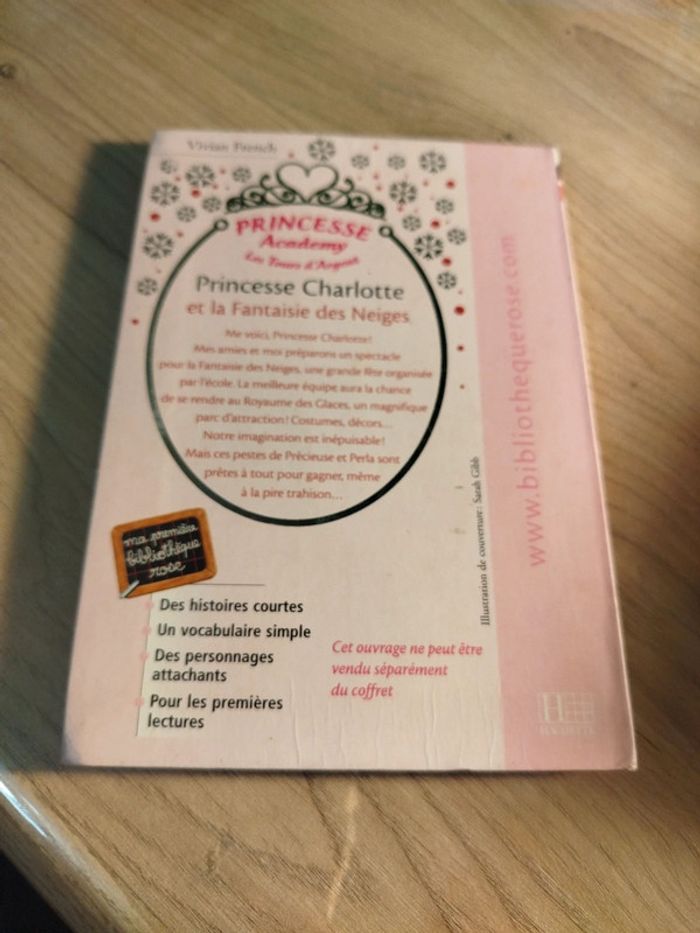 Vivian French
PRINCESSE
Academy
Les Tours d'Argent
Princesse Charlotte
et la Fantaisie des Neiges
Me voici, Princesse Charlotte!
Mes amies et moi préparons un spectacle
pour la Fantaisie des Neiges, une grande fête organisée
par l'école. La meilleure équipe aura la chance
de se rendre au Royaume des Glaces, un magnifique
parc d'attraction! Costumes, décors...
Notre imagination est inépuisable!
Mais ces pestes de Précieuse et Perla sont
prêtes à tout pour gagner, même
à la pire trahison...
ma première
bibliothèque
rose
Des histoires courtes
Un vocabulaire simple
Des personnages
attachants
Pour les premières
lectures
Cet ouvrage ne peut être
vendu séparément
du coffret
Illustration de couverture: Sarah Gibb
www.bibliothequerose.com
H
HACHETTE